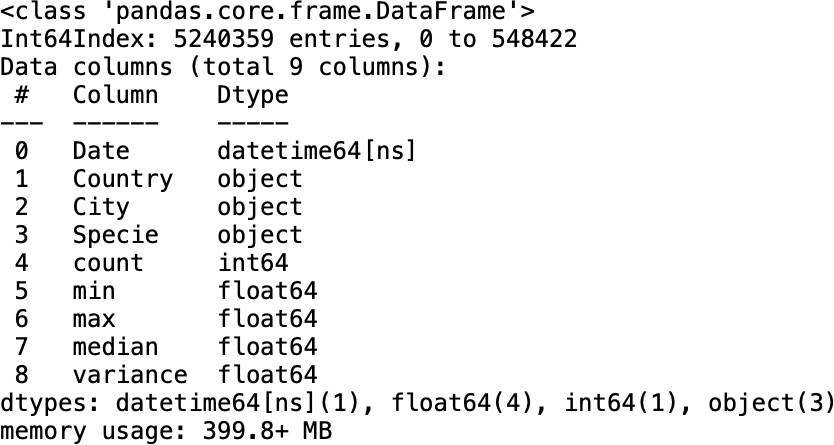 <class 'pandas.core.frame.DataFrame'>
Int64Index: 5240359 entries, 0 to 548422
Data columns (total 9 columns):
 #   Column    Dtype
---  ------    -----
 0   Date      datetime64[ns]
 1   Country   object
 2   City      object
 3   Specie    object
 4   count     int64
 5   min       float64
 6   max       float64
 7   median    float64
 8   variance  float64
dtypes: datetime64[ns](1), float64(4), int64(1), object(3)
memory usage: 399.8+ MB